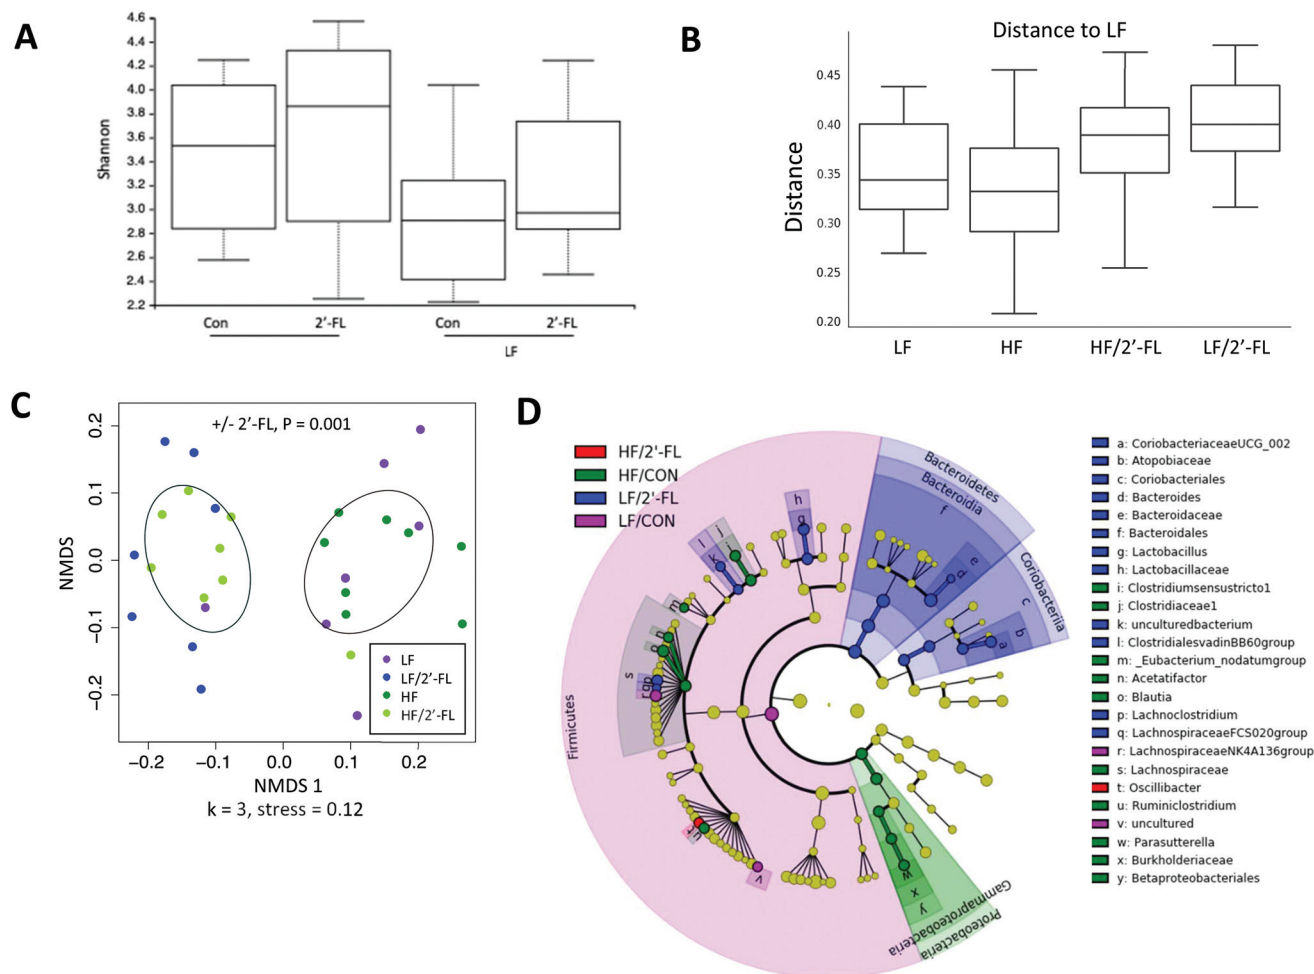 A
4.6
4.4
4.2
4.0
3.8
3.6
3.4
3.2
3.0
2.8
2.6
2.4
2.2
Shannon
Con 2'-FL Con 2'-FL
LF
B
Distance to LF
0.45
0.40
0.35
0.30
0.25
0.20
Distance
LF HF HF/2'-FL LF/2'-FL
C
+/- 2'-FL, P = 0.001
0.2
0.1
0.0
−0.1
−0.2
NMDS
LF
LF/2'-FL
HF
HF/2'-FL
−0.2 −0.1 0.0 0.1 0.2
NMDS 1
k = 3, stress = 0.12
D
HF/2'-FL
HF/CON
LF/2'-FL
LF/CON
Bacteroidetes
Bacteroidia
f
e
d
Coriobacteriia
c
b
a
h
g
j
i
l
k
m
s
v
w
x
y
Firmicutes
Gammaproteobacteria
Proteobacteria
a: CoriobacteriaceaeUCG_002
b: Atopobiaceae
c: Coriobacteriales
d: Bacteroides
e: Bacteroidaceae
f: Bacteroidales
g: Lactobacillus
h: Lactobacillaceae
i: Clostridiumsensustricto1
j: Clostridiaceae1
k: unculturedbacterium
l: ClostridialesvadinBB60group
m: _Eubacterium_nodatumgroup
n: Acetatifactor
o: Blautia
p: Lachnoclostridium
q: LachnospiraceaeFCS020group
r: LachnospiraceaeNK4A136group
s: Lachnospiraceae
t: Oscillibacter
u: Ruminiclostridium
v: uncultured
w: Parasutterella
x: Burkholderiaceae
y: Betaproteobacteriales